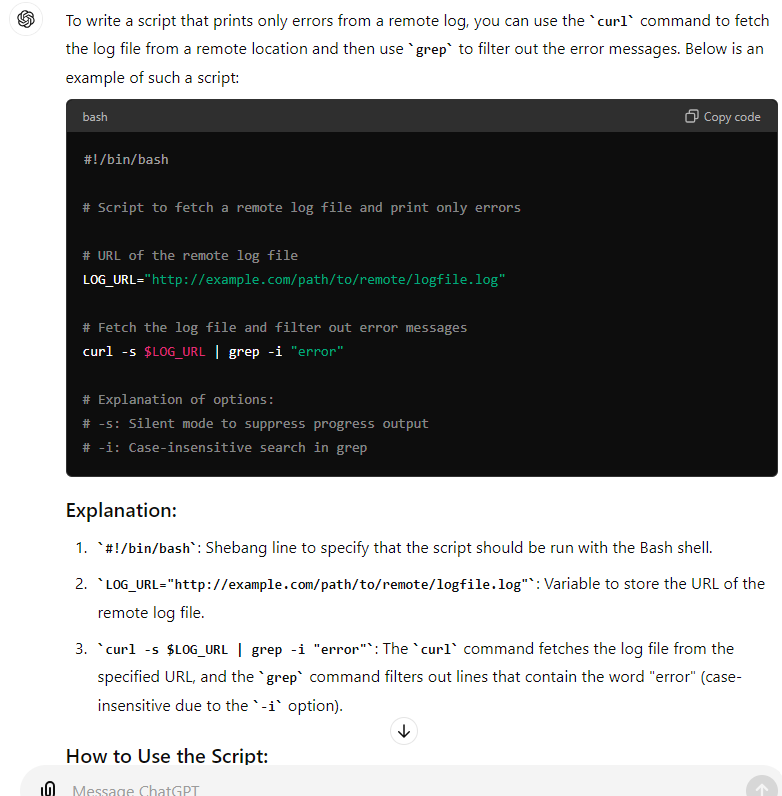 To write a script that prints only errors from a remote log, you can use the `curl` command to fetch
the log file from a remote location and then use `grep` to filter out the error messages. Below is an
example of such a script:
bash
Copy code
#!/bin/bash
# Script to fetch a remote log file and print only errors
# URL of the remote log file
LOG_URL="http://example.com/path/to/remote/logfile.log"
# Fetch the log file and filter out error messages
curl -s $LOG_URL | grep -i "error"
# Explanation of options:
# -s: Silent mode to suppress progress output
# -i: Case-insensitive search in grep
Explanation:
1. `#!/bin/bash`: Shebang line to specify that the script should be run with the Bash shell.
2. `LOG_URL="http://example.com/path/to/remote/logfile.log"`: Variable to store the URL of the
remote log file.
3. `curl -s $LOG_URL | grep -i "error"`: The `curl` command fetches the log file from the
specified URL, and the `grep` command filters out lines that contain the word "error" (case-
insensitive due to the `-i` option).
How to Use the Script:
Message ChatGPT